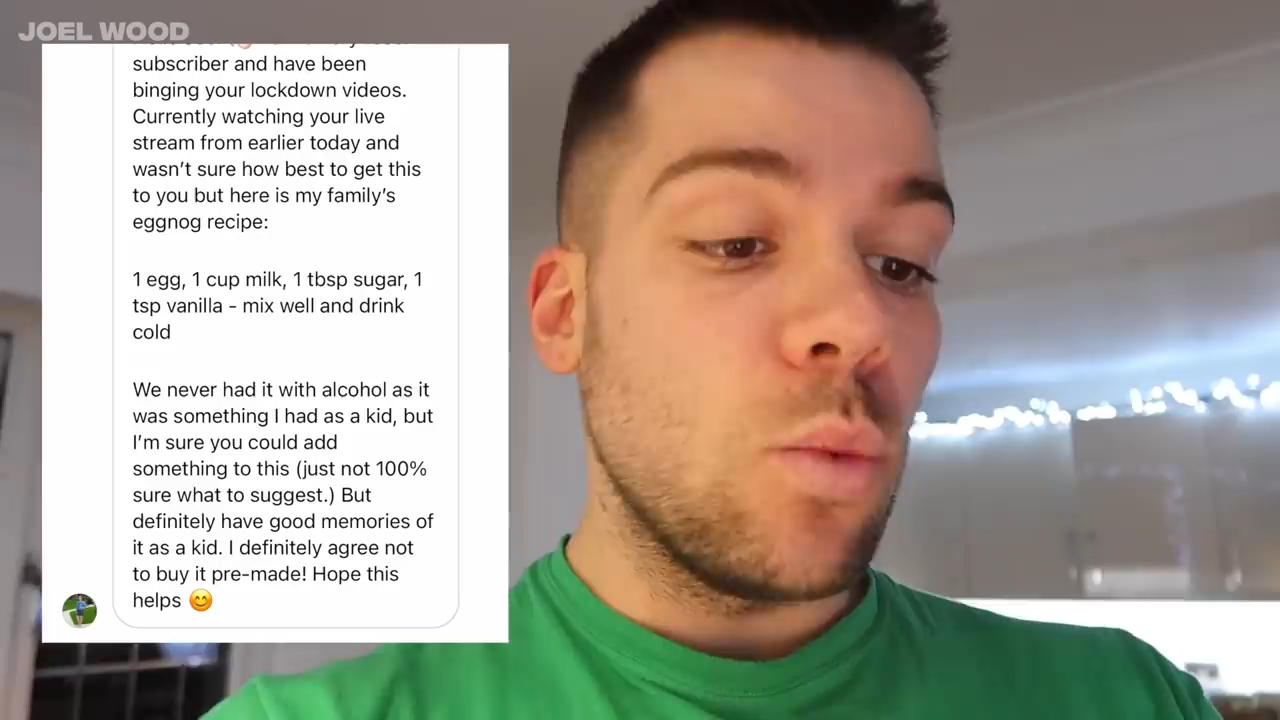 JOEL WOOD
subscriber and have been
binging your lockdown videos.
Currently watching your live
stream from earlier today and
wasn't sure how best to get this
to you but here is my family's
eggnog recipe:
1 egg, 1 cup milk, 1 tbsp sugar, 1
tsp vanilla - mix well and drink
cold
We never had it with alcohol as it
was something I had as a kid, but
I'm sure you could add
something to this (just not 100%
sure what to suggest.) But
definitely have good memories of
it as a kid. I definitely agree not
to buy it pre-made! Hope this
helps 😊